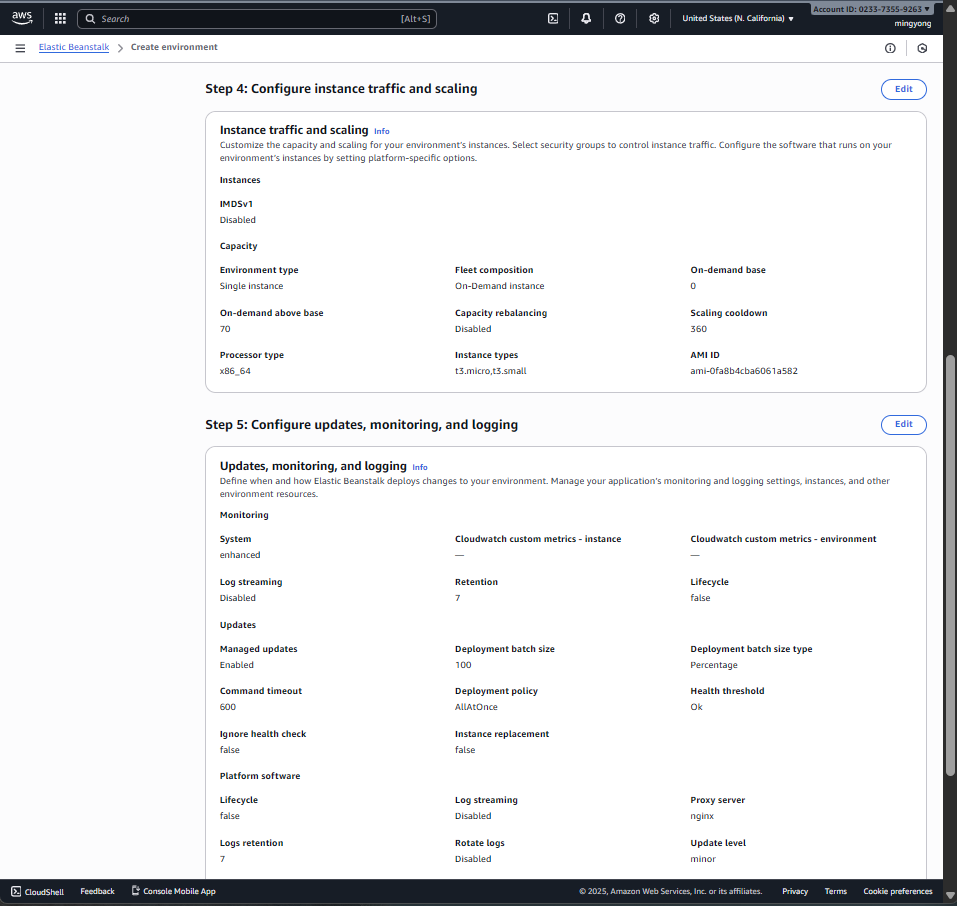 aws
Search
[Alt+S]
United States (N. California)
Account ID: 0233-7355-9263
mingyong
Elastic Beanstalk
Create environment
Step 4: Configure instance traffic and scaling
Edit
Instance traffic and scaling Info
Customize the capacity and scaling for your environment's instances. Select security groups to control instance traffic. Configure the software that runs on your
environment's instances by setting platform-specific options.
Instances
IMDSv1
Disabled
Capacity
Environment type Fleet composition On-demand base
Single instance On-Demand instance 0
On-demand above base Capacity rebalancing Scaling cooldown
70 Disabled 360
Processor type Instance types AMI ID
x86_64 t3.micro,t3.small ami-0fa8b4cba6061a582
Step 5: Configure updates, monitoring, and logging
Edit
Updates, monitoring, and logging Info
Define when and how Elastic Beanstalk deploys changes to your environment. Manage your application's monitoring and logging settings, instances, and other
environment resources.
Monitoring
System Cloudwatch custom metrics - instance Cloudwatch custom metrics - environment
enhanced — —
Log streaming Retention Lifecycle
Disabled 7 false
Updates
Managed updates Deployment batch size Deployment batch size type
Enabled 100 Percentage
Command timeout Deployment policy Health threshold
600 AllAtOnce Ok
Ignore health check Instance replacement
false false
Platform software
Lifecycle Log streaming Proxy server
false Disabled nginx
Logs retention Rotate logs Update level
7 Disabled minor
CloudShell Feedback Console Mobile App © 2025, Amazon Web Services, Inc. or its affiliates. Privacy Terms Cookie preferences